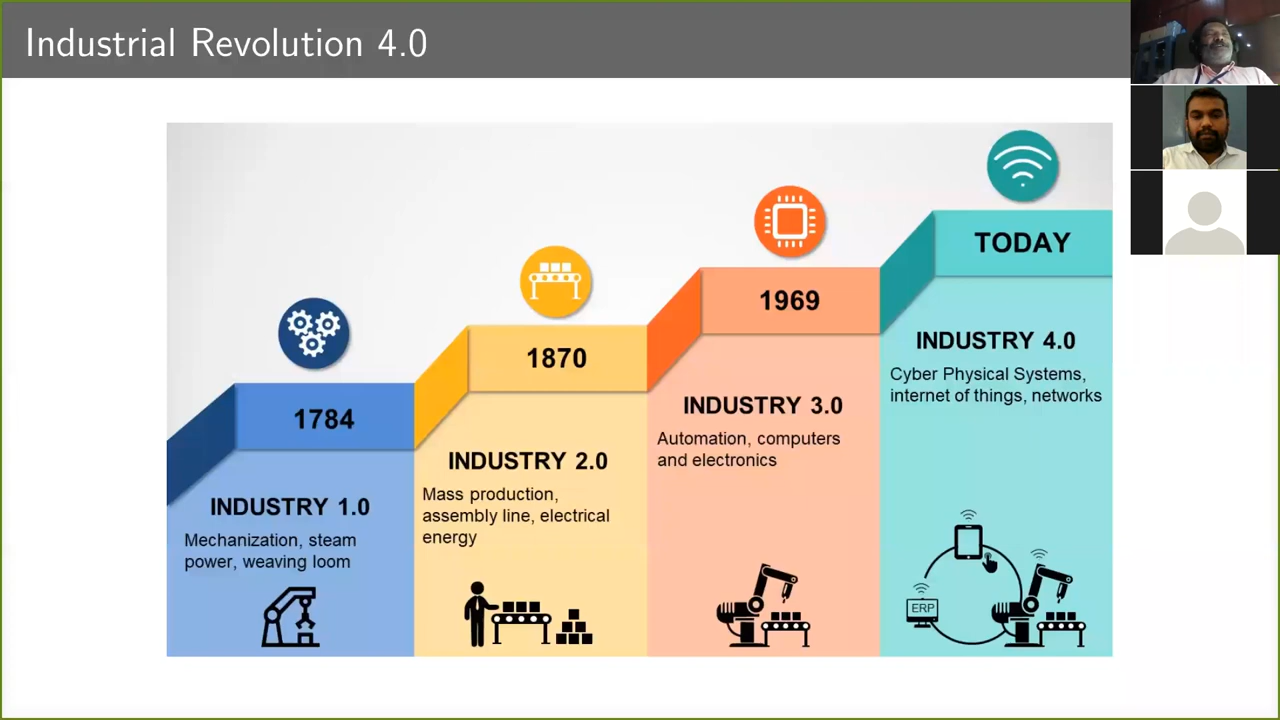 Industrial Revolution 4.0
1784
INDUSTRY 1.0
Mechanization, steam
power, weaving loom
1870
INDUSTRY 2.0
Mass production,
assembly line, electrical
energy
1969
INDUSTRY 3.0
Automation, computers
and electronics
TODAY
INDUSTRY 4.0
Cyber Physical Systems,
internet of things, networks
ERP